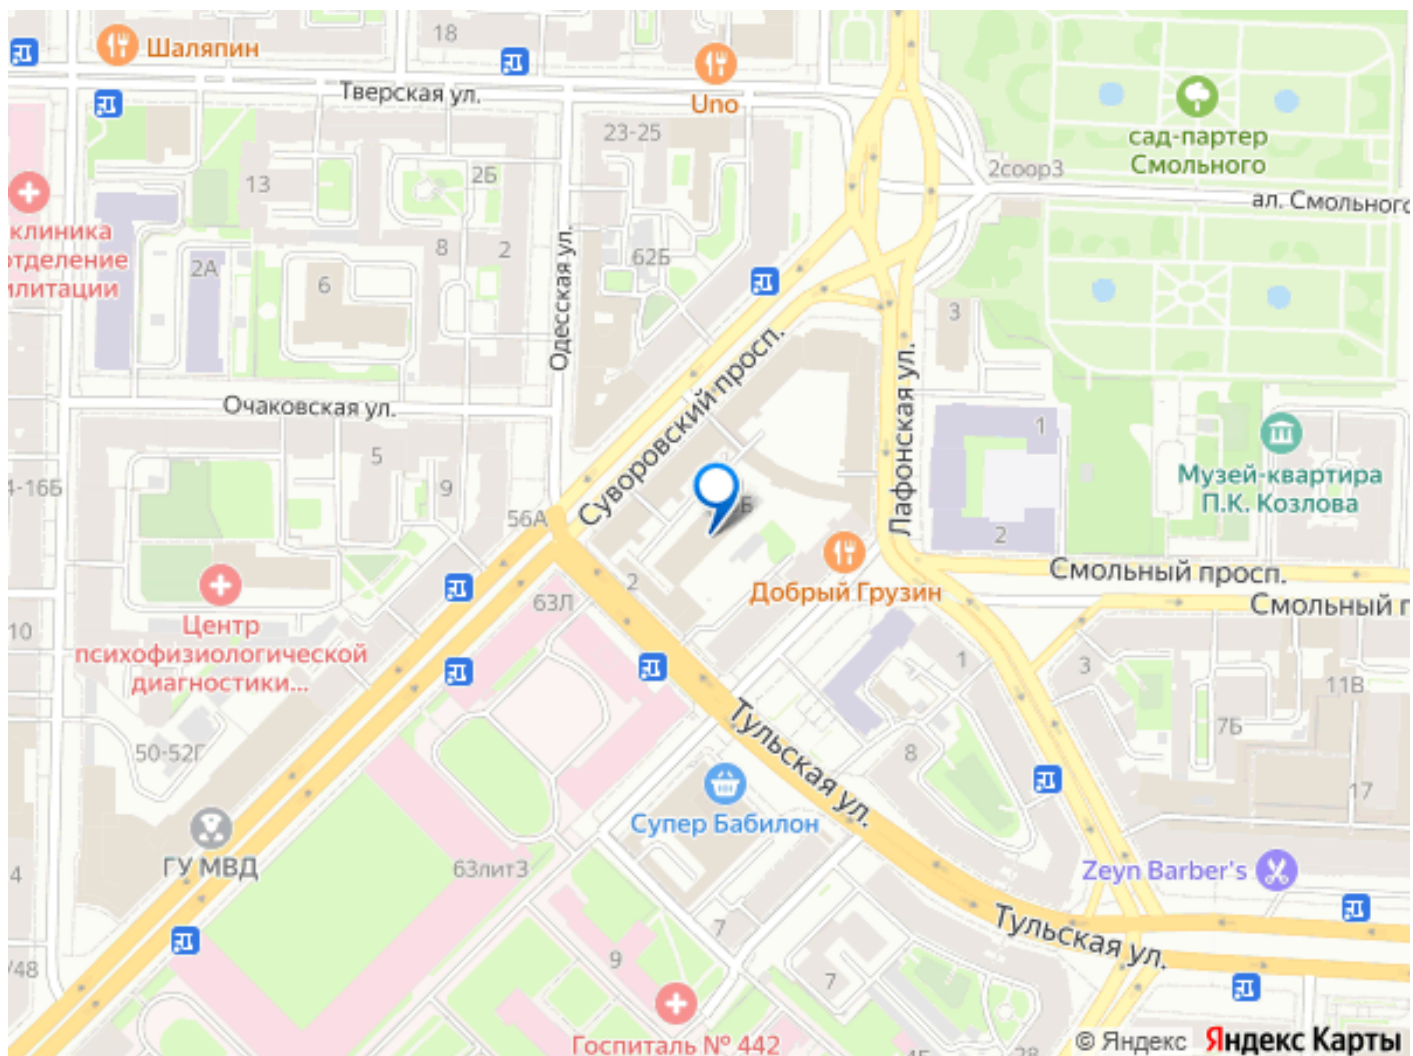 18
Шаляпин
Uno
Тверская ул.
сад-партер
Смольного
23-25
2соор3
ал. Смольного
13
2Б
клиника
отделение
илитации
2А
8
2
62Б
6
Одесская ул.
3
Суворовский просп.
Лафонская ул.
Очаковская ул.
1
5
Музей-квартира
П.К. Козлова
4-16Б
9
56А
Б
2
Смольный просп.
Добрый Грузин
2
63Л
Смольный п
10
Центр
психофизиологической
диагностики...
1
3
11В
7Б
50-52Г
Тульская ул.
8
17
Супер Бабилон
ГУ МВД
63лит3
Zeyn Barber's
4
7
Тульская ул.
/48
9
7
Госпиталь № 442
4Б
28
© Яндекс Яндекс Карты